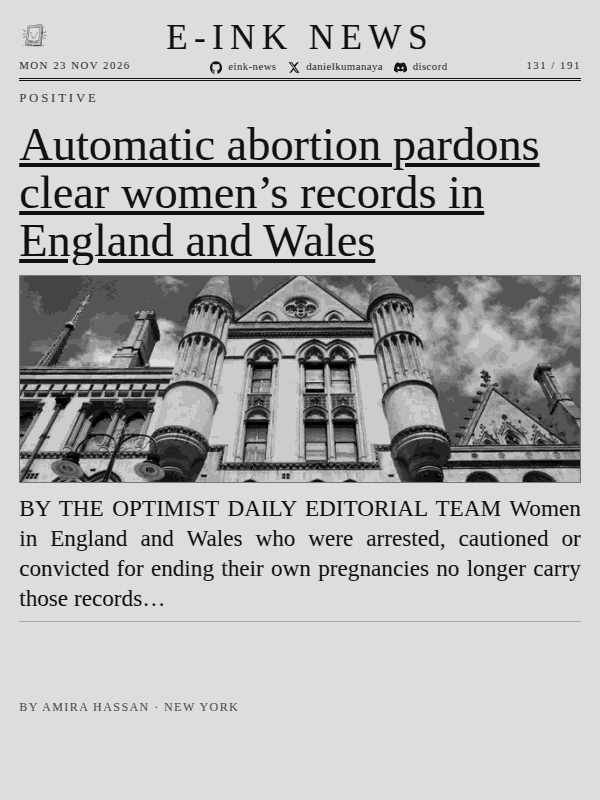 E-INK NEWS
MON 23 NOV 2026
eink-news
danielkumanaya
discord
131 / 191
POSITIVE
Automatic abortion pardons
clear women’s records in
England and Wales
BY THE OPTIMIST DAILY EDITORIAL TEAM Women
in England and Wales who were arrested, cautioned or
convicted for ending their own pregnancies no longer carry
those records…
BY AMIRA HASSAN · NEW YORK